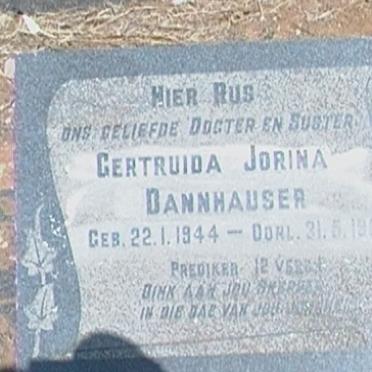 HIER RUS
ONS GELIEFDE DOGTER EN SUSTER
GERTRUIDA JORINA
DANNHAUSER
GEB. 22.1.1944 — OORL. 31.5.19
PREDIKER 12 VERS 1
DINK AAN JOU SKEPPER
IN DIE DAE VAN JOU